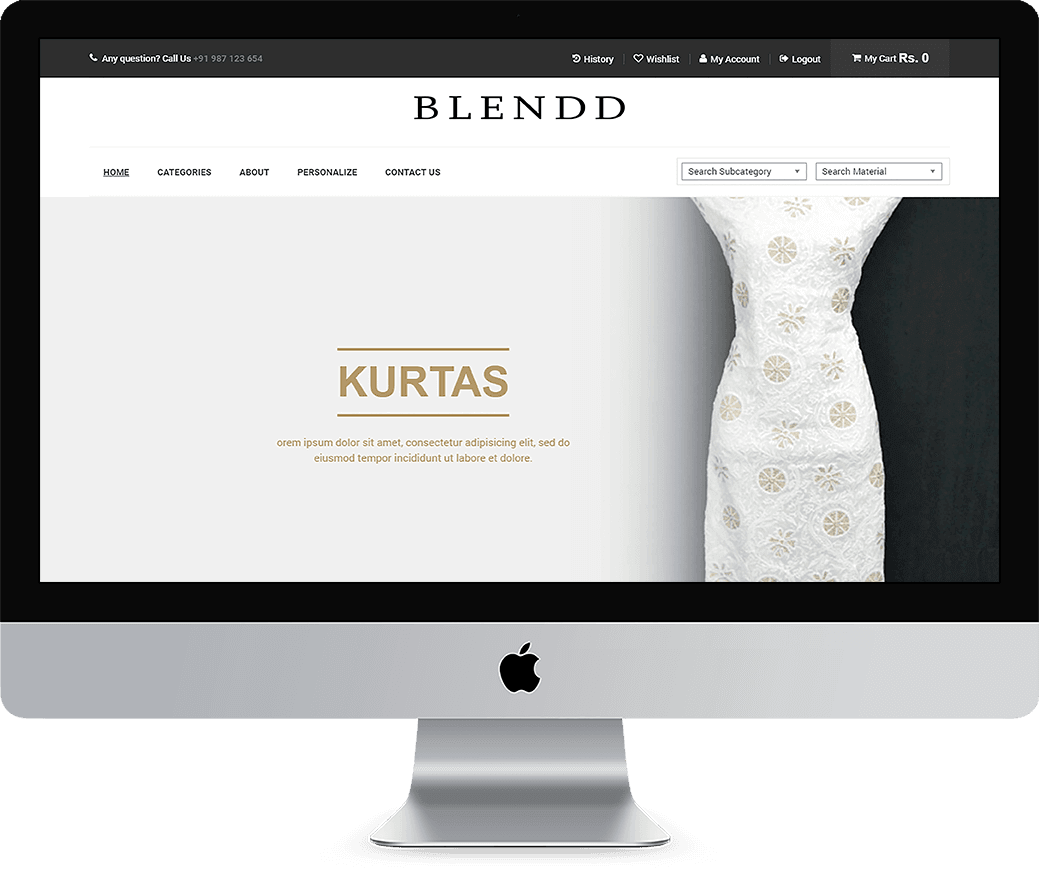 Any question? Call Us +91 987 123 654
History
Wishlist
My Account
Logout
My Cart Rs. 0
BLENDD
HOME
CATEGORIES
ABOUT
PERSONALIZE
CONTACT US
Search Subcategory
Search Material
KURTAS
orem ipsum dolor sit amet, consectetur adipisicing elit, sed do
eiusmod tempor incididunt ut labore et dolore.